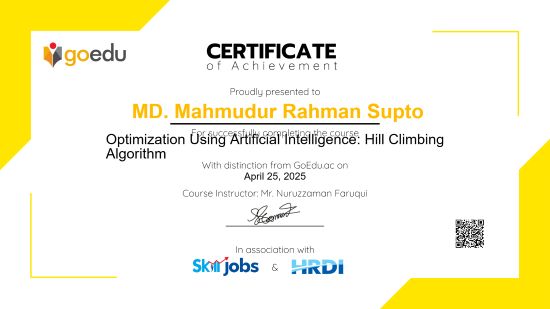 goedu
CERTIFICATE
of Achievement
Proudly presented to
MD. Mahmudur Rahman Supto
For successfully completing the course
Optimization Using Artificial Intelligence: Hill Climbing
Algorithm
With distinction from GoEdu.ac on
April 25, 2025
Course Instructor: Mr. Nuruzzaman Faruqui
In association with
Skill jobs & HRDI